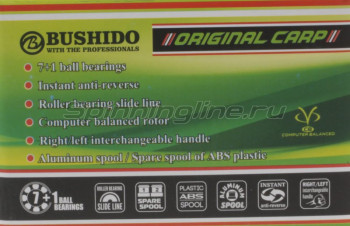 BUSHIDO
WITH THE PROFESSIONALS
ORIGINAL CARP
7+1 ball bearings
Instant anti-reverse
Roller bearing slide line
Computer balanced rotor
Right left interchangeable handle
Aluminum spool / Spare spool of ABS plastic
COMPUTER BALANCED
Spinningline.ru
7+1 BALL BEARINGS
ROLLER BEARING
SLIDE LINE
SPARE SPOOL
PLASTIC
ABS
SPOOL
ALUMINUM
SPOOL
INSTANT
anti-reverse
RIGHT/LEFT
interchangeable
handle